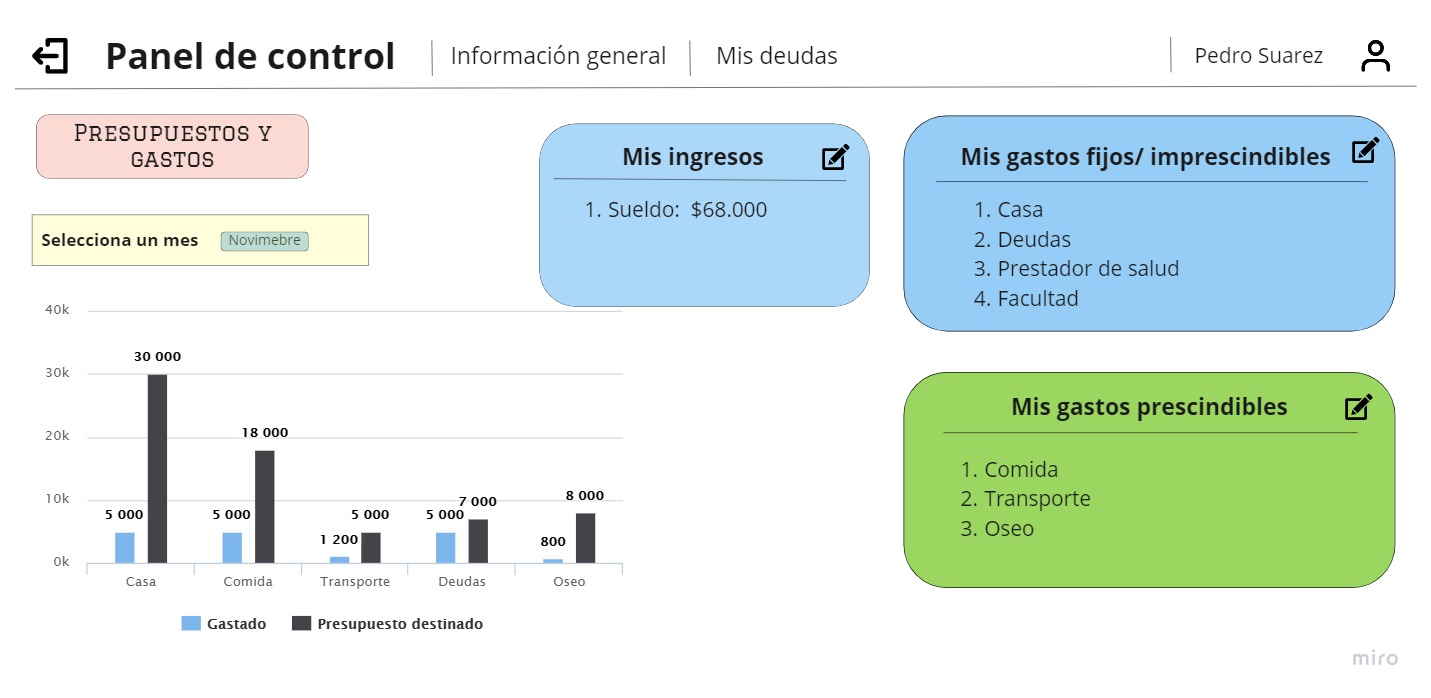 Panel de control
Información general
Mis deudas
Pedro Suarez
Presupuestos y
gastos
Selecciona un mes
Novimebre
Mis ingresos
1. Sueldo: $68.000
Mis gastos fijos/ imprescindibles
1. Casa
2. Deudas
3. Prestador de salud
4. Facultad
Mis gastos prescindibles
1. Comida
2. Transporte
3. Oseo
40k
30k
20k
10k
0k
5 000
30 000
5 000
18 000
1 200
5 000
5 000
7 000
800
8 000
Casa
Comida
Transporte
Deudas
Oseo
Gastado
Presupuesto destinado
miro